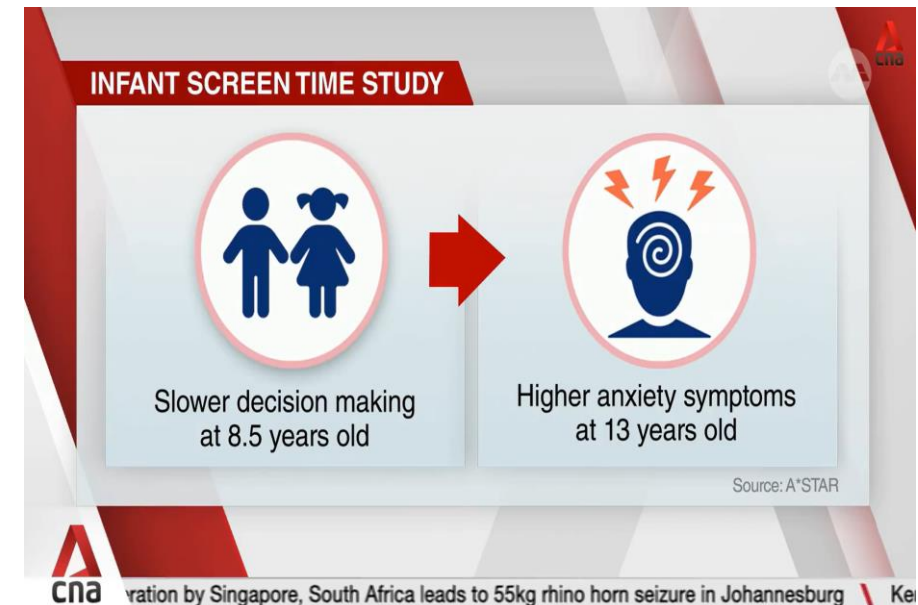 cna
INFANT SCREEN TIME STUDY
Slower decision making
at 8.5 years old
Higher anxiety symptoms
at 13 years old
Source: A*STAR
cna
eration by Singapore, South Africa leads to 55kg rhino horn seizure in Johannesburg \